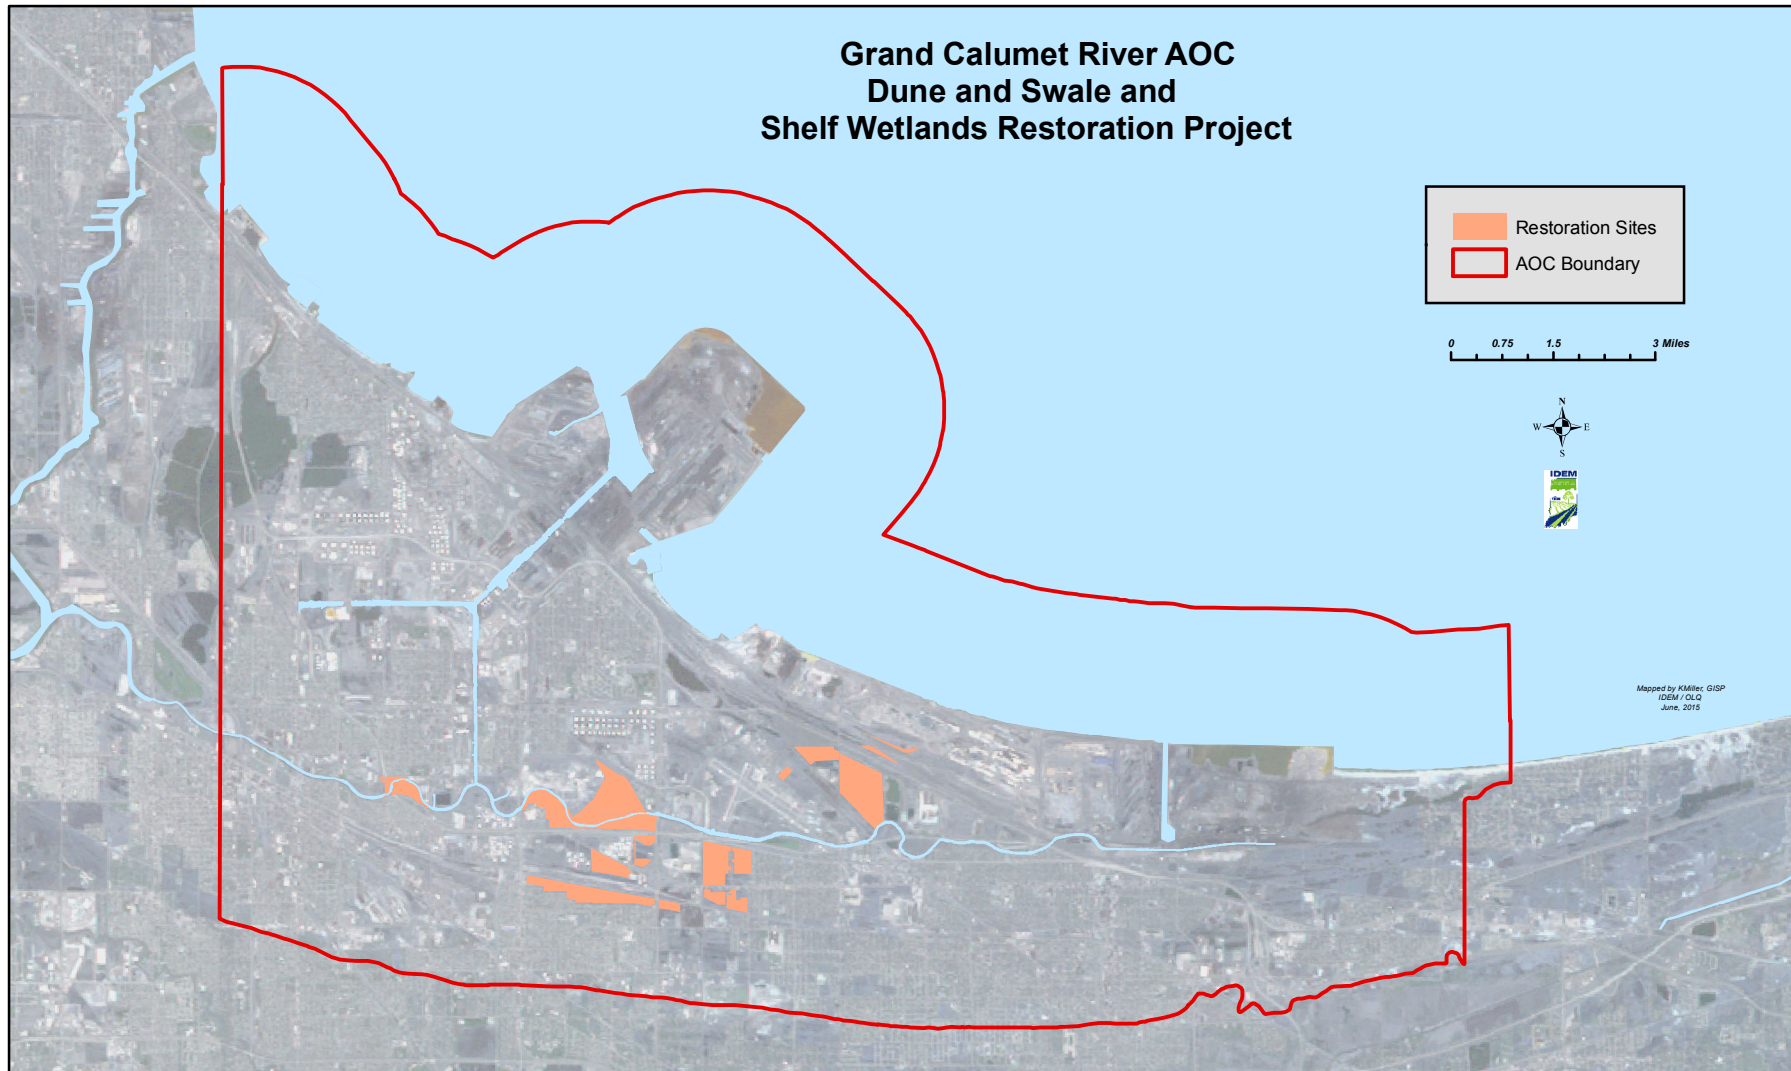 Grand Calumet River AOC
Dune and Swale and
Shelf Wetlands Restoration Project
Restoration Sites
AOC Boundary
0 0.75 1.5 3 Miles
N
W E
S
IDEM
Mapped by KMiller, GISP
IDEM / OLQ
June, 2015